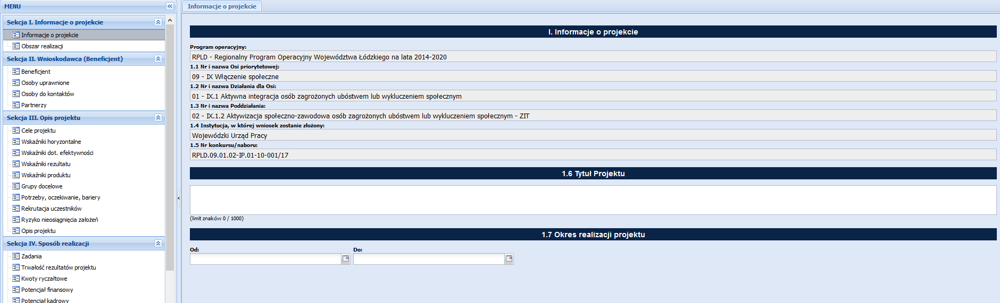 MENU
Sekcja I. Informacje o projekcie
Informacje o projekcie
Obszar realizacji
Sekcja II. Wnioskodawca (Beneficjent)
Beneficjent
Osoby uprawnione
Osoby do kontaktów
Partnerzy
Sekcja III. Opis projektu
Cele projektu
Wskaźniki horyzontalne
Wskaźniki dot. efektywności
Wskaźniki rezultatu
Wskaźniki produktu
Grupy docelowe
Potrzeby, oczekiwanie, bariery
Rekrutacja uczestników
Ryzyko nieosiągnięcia założeń
Opis projektu
Sekcja IV. Sposób realizacji
Zadania
Trwałość rezultatów projektu
Kwoty ryczałtowe
Potencjał finansowy
Potencjał kadrowy
Informacje o projekcie
I. Informacje o projekcie
Program operacyjny:
RPLD - Regionalny Program Operacyjny Województwa Łódzkiego na lata 2014-2020
1.1 Nr i nazwa Osi priorytetowej:
09 - IX Włączenie społeczne
1.2 Nr i nazwa Działania dla Osi:
01 - IX.1 Aktywna integracja osób zagrożonych ubóstwem lub wykluczeniem społecznym
1.3 Nr i nazwa Poddziałania:
02 - IX.1.2 Aktywizacja społeczno-zawodowa osób zagrożonych ubóstwem lub wykluczeniem społecznym - ZIT
1.4 Instytucja, w której wniosek zostanie złożony:
Wojewódzki Urząd Pracy
1.5 Nr konkursu/naboru:
RPLD.09.01.02-IP.01-10-001/17
1.6 Tytuł Projektu
(limit znaków 0 / 1000)
1.7 Okres realizacji projektu
Od: Do: